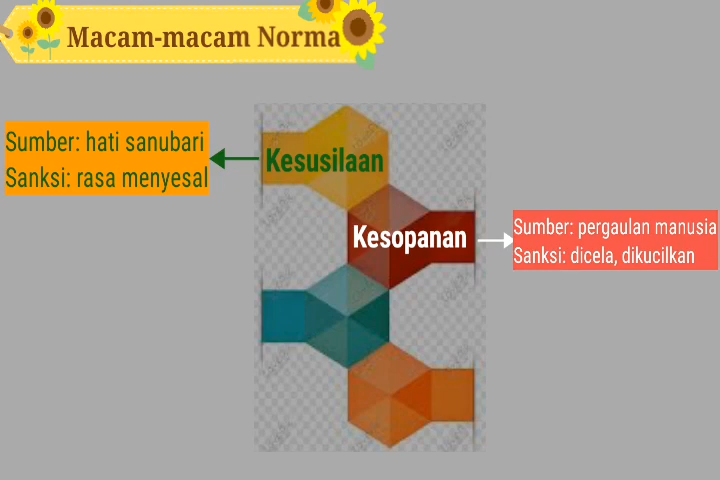 Macam-macam Norma
Sumber: hati sanubari
Sanksi: rasa menyesal
Kesusilaan
Kesopanan
Sumber: pergaulan manusia
Sanksi: dicela, dikucilkan